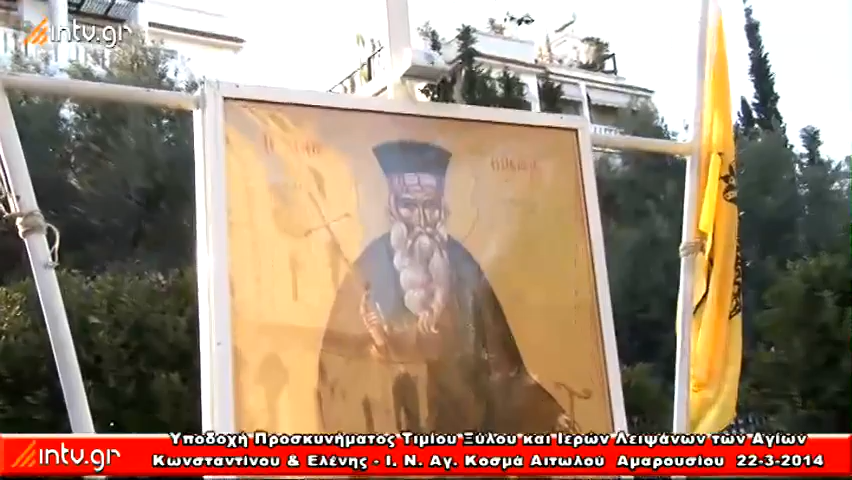 intv.gr
Υποδοχή Προσκυνήματος Τιμίου Ξύλου και Ιερών Λειψάνων των Αγίων
intv.gr
Κωνσταντίνου & Ελένης - Ι. Ν. Αγ. Κοσμά Αιτωλού Αμαρουσίου 22-3-2014